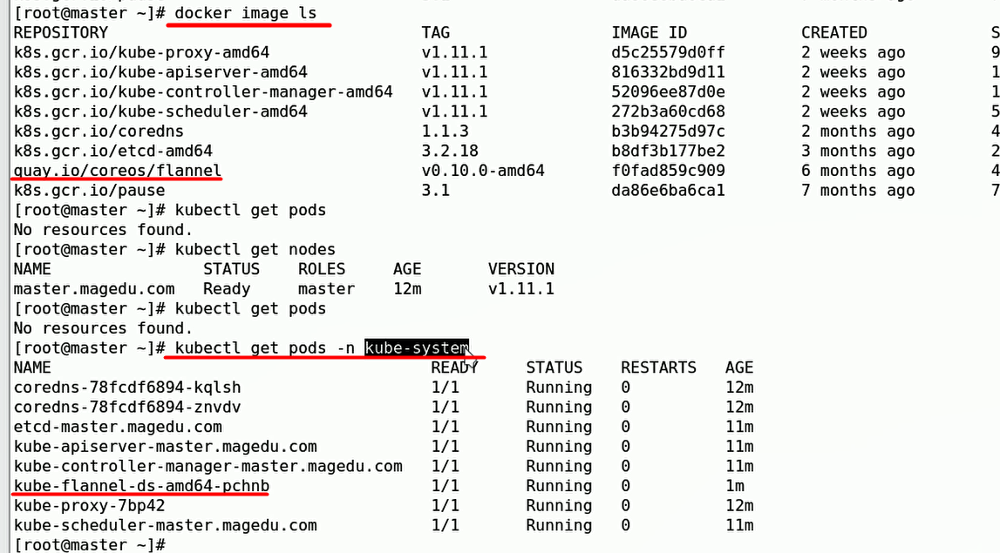 [root@master ~]# docker image ls
REPOSITORY TAG IMAGE ID CREATED S
k8s.gcr.io/kube-proxy-amd64 v1.11.1 d5c25579d0ff 2 weeks ago 9
k8s.gcr.io/kube-apiserver-amd64 v1.11.1 816332bd9d11 2 weeks ago 1
k8s.gcr.io/kube-controller-manager-amd64 v1.11.1 52096ee87d0e 2 weeks ago 1
k8s.gcr.io/kube-scheduler-amd64 v1.11.1 272b3a60cd68 2 weeks ago 5
k8s.gcr.io/coredns 1.1.3 b3b94275d97c 2 months ago 4
k8s.gcr.io/etcd-amd64 3.2.18 b8df3b177be2 3 months ago 2
quay.io/coreos/flannel v0.10.0-amd64 f0fad859c909 6 months ago 4
k8s.gcr.io/pause 3.1 da86e6ba6ca1 7 months ago 7
[root@master ~]# kubectl get pods
No resources found.
[root@master ~]# kubectl get nodes
NAME STATUS ROLES AGE VERSION
master.magedu.com Ready master 12m v1.11.1
[root@master ~]# kubectl get pods
No resources found.
[root@master ~]# kubectl get pods -n kube-system
NAME READY STATUS RESTARTS AGE
coredns-78fcdf6894-kqlsh 1/1 Running 0 12m
coredns-78fcdf6894-znvdv 1/1 Running 0 12m
etcd-master.magedu.com 1/1 Running 0 11m
kube-apiserver-master.magedu.com 1/1 Running 0 11m
kube-controller-manager-master.magedu.com 1/1 Running 0 11m
kube-flannel-ds-amd64-pchnb 1/1 Running 0 1m
kube-proxy-7bp42 1/1 Running 0 12m
kube-scheduler-master.magedu.com 1/1 Running 0 11m
[root@master ~]#